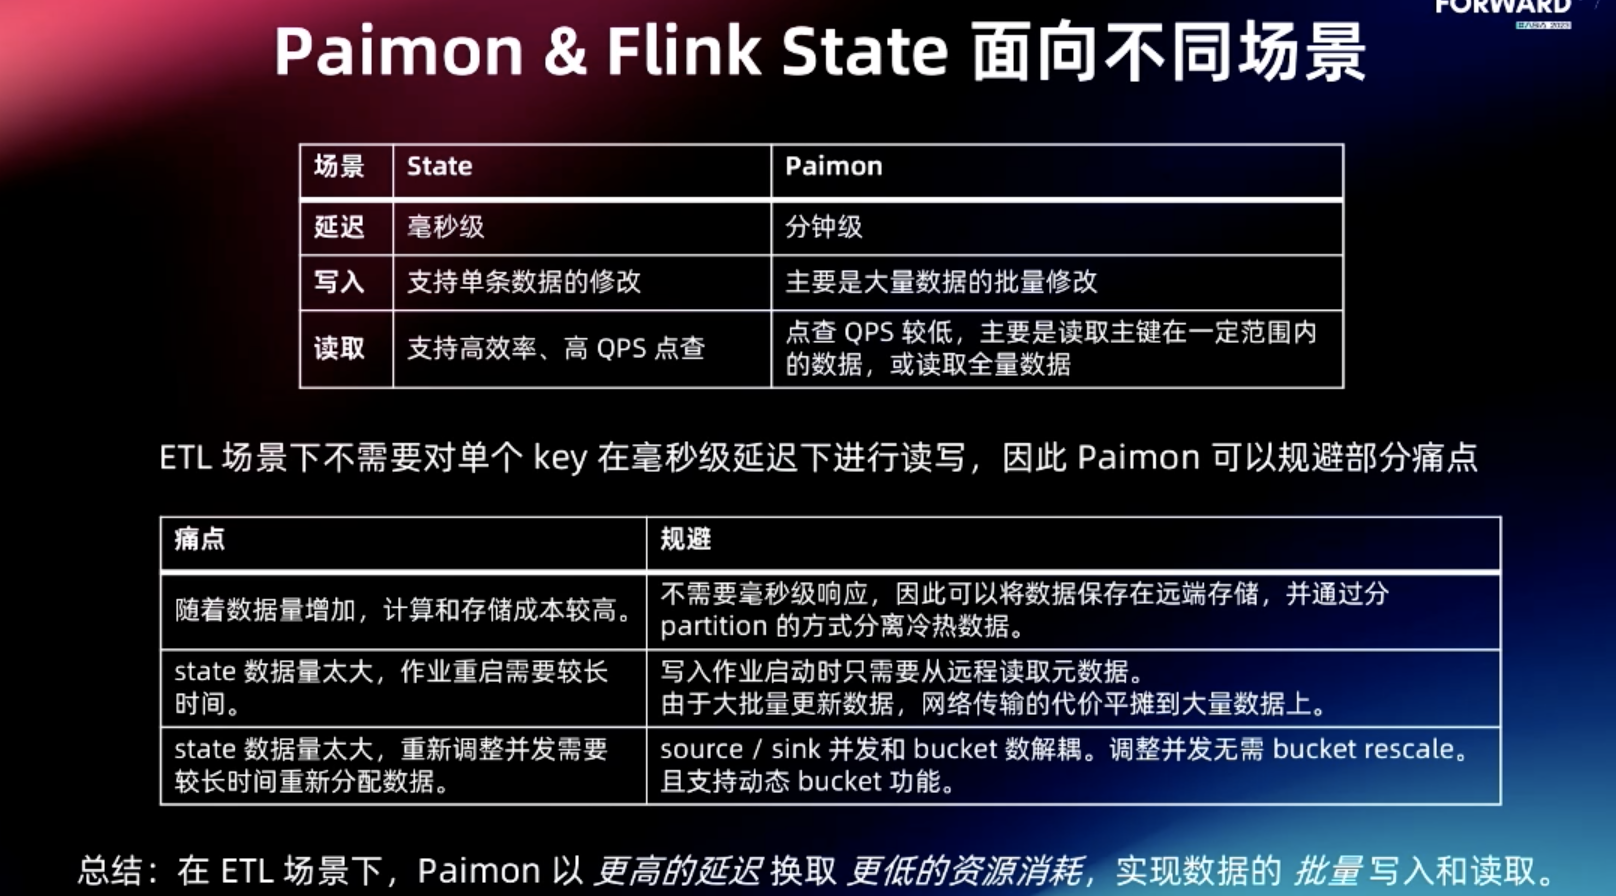 FORWARD
Paimon & Flink State 面向不同场景
场景 State Paimon
延迟 毫秒级 分钟级
写入 支持单条数据的修改 主要是大量数据的批量修改
读取 支持高效率、高 QPS 点查 点查 QPS 较低，主要是读取主键在一定范围内
的数据，或读取全量数据
ETL 场景下不需要对单个 key 在毫秒级延迟下进行读写，因此 Paimon 可以规避部分痛点
痛点 规避
随着数据量增加，计算和存储成本较高。 不需要毫秒级响应，因此可以将数据保存在远端存储，并通过分
partition 的方式分离冷热数据。
state 数据量太大，作业重启需要较长 写入作业启动时只需要从远程读取元数据。
时间。 由于大批量更新数据，网络传输的代价平摊到大量数据上。
state 数据量太大，重新调整并发需要 source / sink 并发和 bucket 数解耦。调整并发无需 bucket rescale。
较长时间重新分配数据。 且支持动态 bucket 功能。
总结：在 ETL 场景下，Paimon 以 更高的延迟 换取 更低的资源消耗，实现数据的 批量 写入和读取。